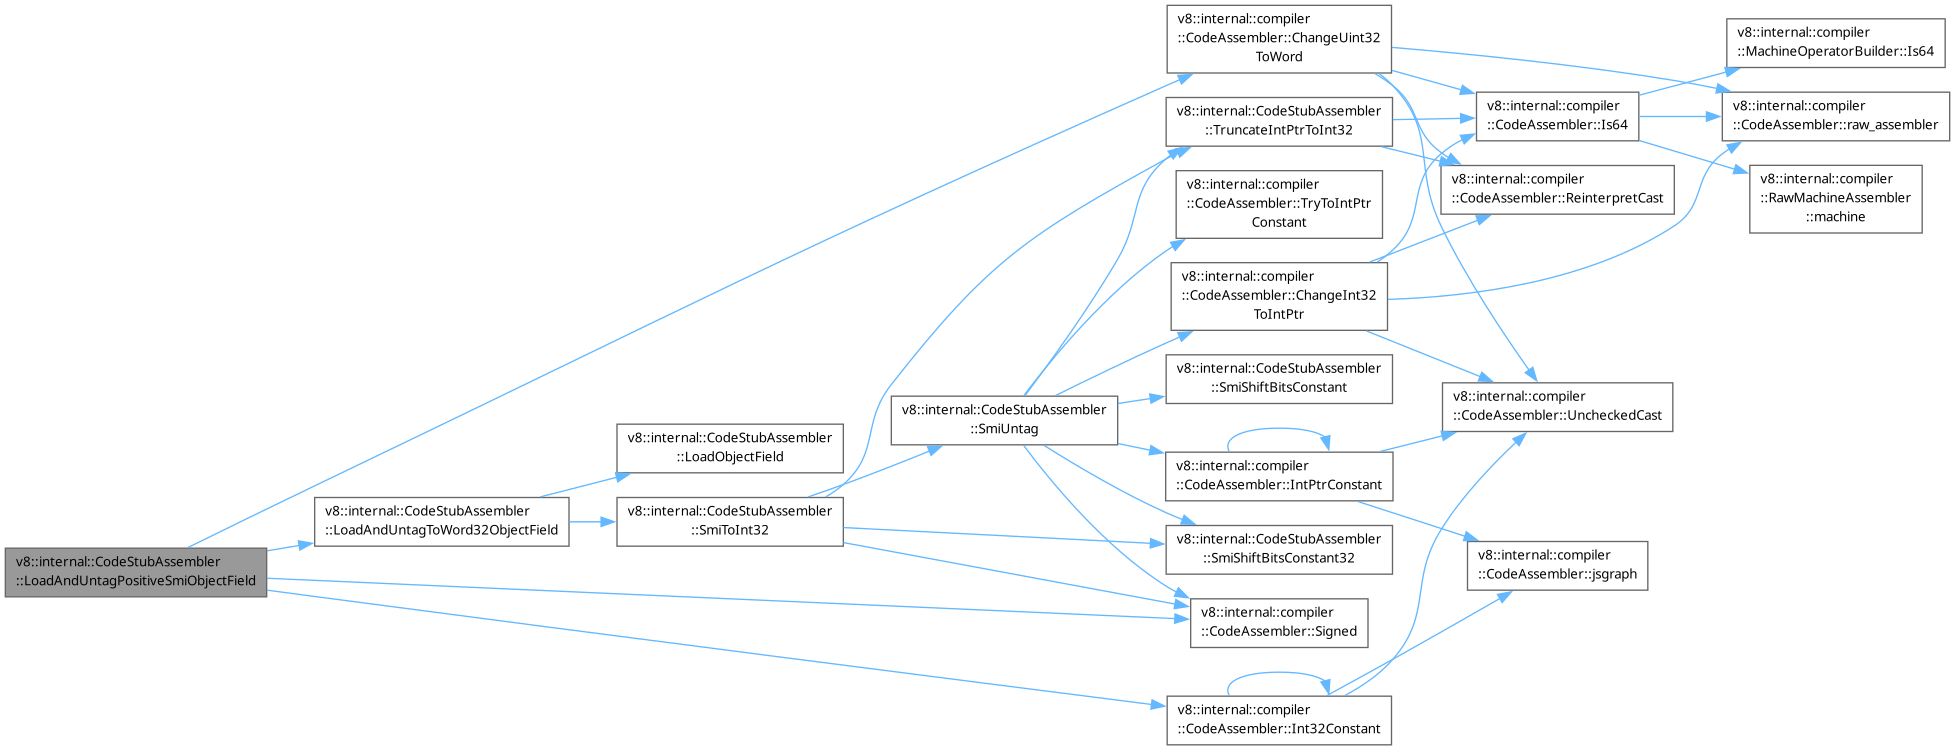 v8::internal::CodeStubAssembler
::LoadAndUntagPositiveSmiObjectField
v8::internal::CodeStubAssembler
::LoadAndUntagToWord32ObjectField
v8::internal::CodeStubAssembler
::LoadObjectField
v8::internal::CodeStubAssembler
::SmiToInt32
v8::internal::CodeStubAssembler
::SmiUntag
v8::internal::compiler
::CodeAssembler::ChangeUint32
ToWord
v8::internal::CodeStubAssembler
::TruncateIntPtrToInt32
v8::internal::compiler
::CodeAssembler::TryToIntPtr
Constant
v8::internal::compiler
::CodeAssembler::ChangeInt32
ToIntPtr
v8::internal::CodeStubAssembler
::SmiShiftBitsConstant
v8::internal::compiler
::CodeAssembler::IntPtrConstant
v8::internal::CodeStubAssembler
::SmiShiftBitsConstant32
v8::internal::compiler
::CodeAssembler::Signed
v8::internal::compiler
::CodeAssembler::Int32Constant
v8::internal::compiler
::CodeAssembler::Is64
v8::internal::compiler
::CodeAssembler::ReinterpretCast
v8::internal::compiler
::CodeAssembler::UncheckedCast
v8::internal::compiler
::CodeAssembler::jsgraph
v8::internal::compiler
::MachineOperatorBuilder::Is64
v8::internal::compiler
::CodeAssembler::raw_assembler
v8::internal::compiler
::RawMachineAssembler
::machine